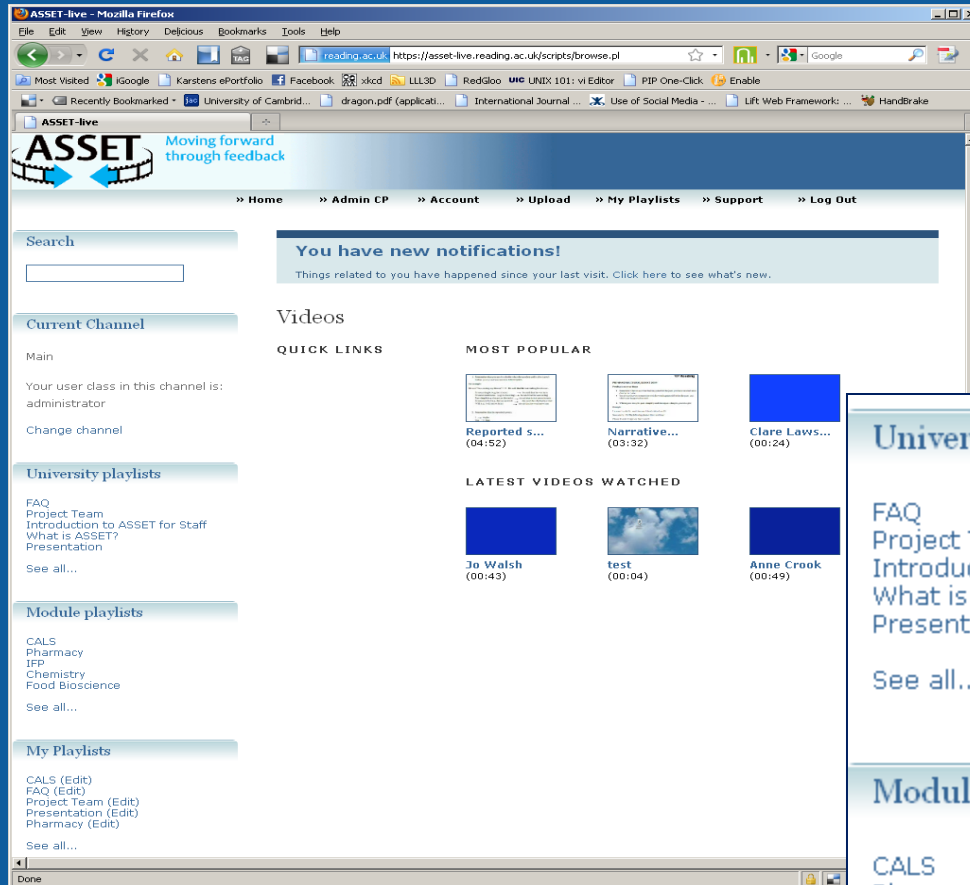 ASSET-live - Mozilla Firefox
File Edit View History Delicious Bookmarks Tools Help
TAG
reading.ac.uk https://asset-live.reading.ac.uk/scripts/browse.pl
Google
Most Visited iGoogle Karstens ePortfolio Facebook xkcd LLL3D RedGloo UIC UNIX 101: vi Editor PIP One-Click Enable
Recently Bookmarked University of Cambrid... dragon.pdf (applicati... International Journal ... Use of Social Media - ... Lift Web Framework: ... HandBrake
ASSET-live
ASSET
Moving forward
through feedback
» Home » Admin CP » Account » Upload » My Playlists » Support » Log Out
Search
Current Channel
Main
Your user class in this channel is:
administrator
Change channel
University playlists
FAQ
Project Team
Introduction to ASSET for Staff
What is ASSET?
Presentation
See all...
Module playlists
CALS
Pharmacy
IFP
Chemistry
Food Bioscience
See all...
My Playlists
CALS (Edit)
FAQ (Edit)
Project Team (Edit)
Presentation (Edit)
Pharmacy (Edit)
See all...
You have new notifications!
Things related to you have happened since your last visit. Click here to see what's new.
Videos
QUICK LINKS
MOST POPULAR
Reported s...
(04:52)
Narrative...
(03:32)
Clare Laws...
(00:24)
LATEST VIDEOS WATCHED
Jo Walsh
(00:43)
test
(00:04)
Anne Crook
(00:49)
Done
Univer
FAQ
Project
Introdu
What is
Present
See all..
Modul
CALS